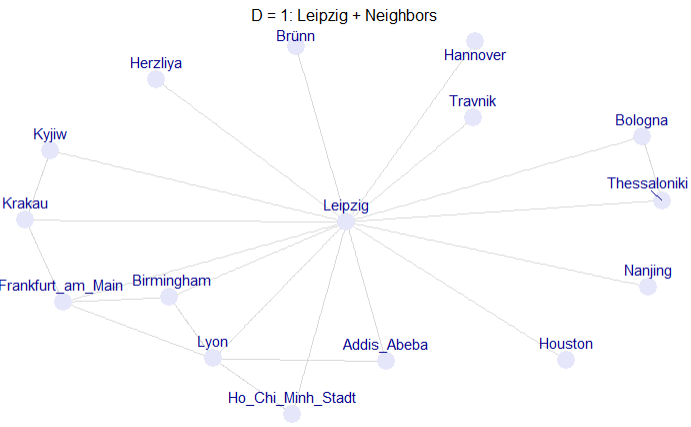 D = 1: Leipzig + Neighbors
Brünn
Hannover
Herzliya
Travnik
Bologna
Kyjiw
Thessaloniki
Krakau
Leipzig
Nanjing
Frankfurt_am_Main
Birmingham
Lyon
Addis_Abeba
Houston
Ho_Chi_Minh_Stadt